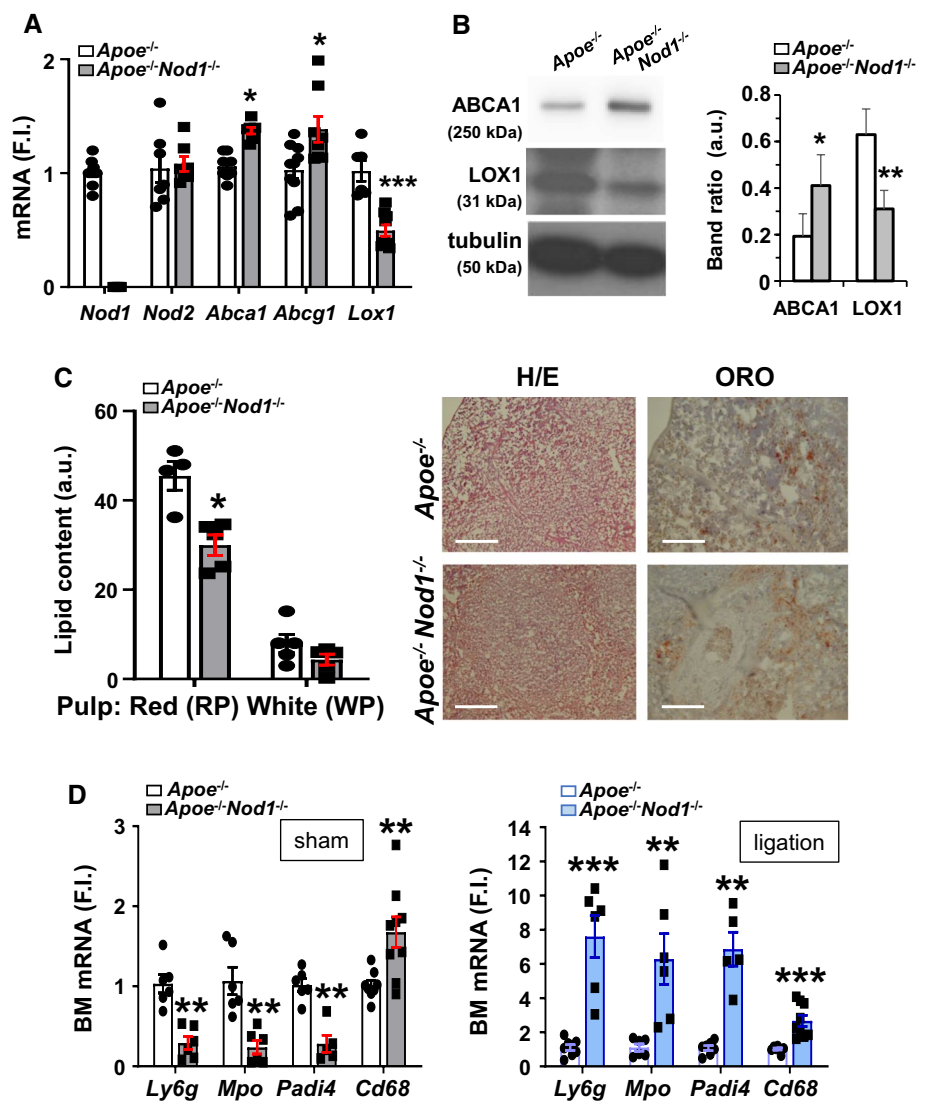 A
Apoe-/-
Apoe-/-Nod1-/-
mRNA (F.I.)
2
1
0
*
*
***
Nod1 Nod2 Abca1 Abcg1 Lox1
B
Apoe-/-
Apoe-/-
Nod1-/-
ABCA1
(250 kDa)
LOX1
(31 kDa)
tubulin
(50 kDa)
Apoe-/-
Apoe-/-Nod1-/-
Band ratio (a.u.)
0.8
0.6
0.4
0.2
0
*
**
ABCA1 LOX1
C
Apoe-/-
Apoe-/-Nod1-/-
Lipid content (a.u.)
60
40
20
0
*
Pulp: Red (RP) White (WP)
H/E
ORO
Apoe-/-
Apoe-/- Nod1-/-
D
Apoe-/-
Apoe-/-Nod1-/-
sham
BM mRNA (F.I.)
3
2
1
0
**
**
**
**
Ly6g Mpo Padi4 Cd68
Apoe-/-
Apoe-/-Nod1-/-
ligation
BM mRNA (F.I.)
14
12
10
8
6
4
2
0
***
**
**
***
Ly6g Mpo Padi4 Cd68